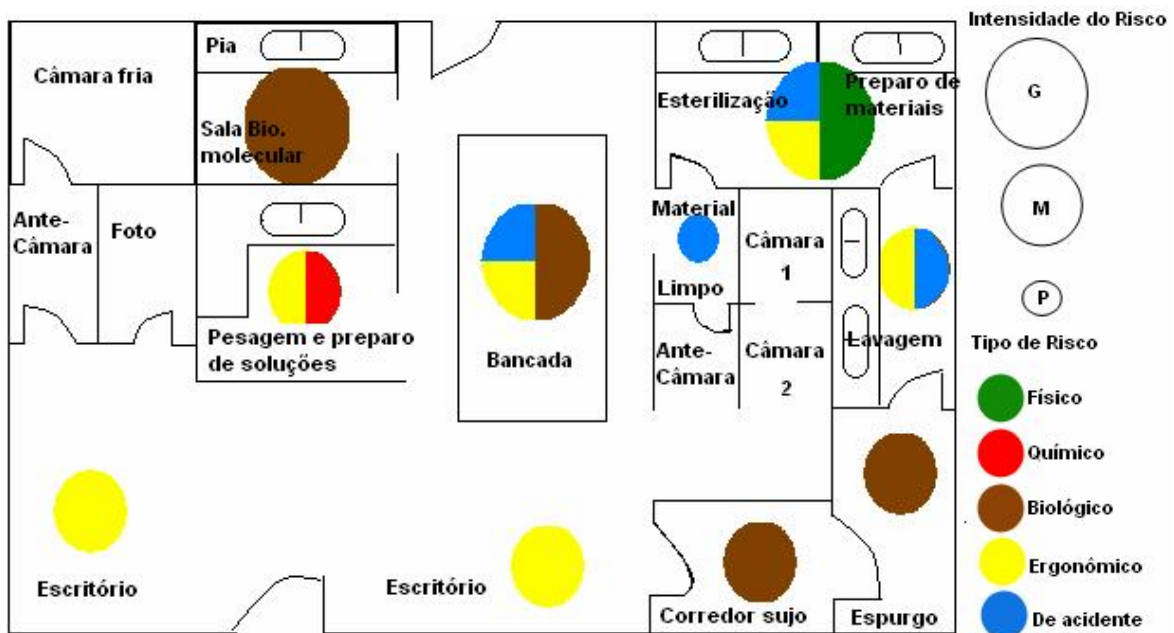 Câmara fria
Pia
Sala Bio.
molecular
Esterilização
Preparo de
materiais
Ante-
Câmara
Foto
Pesagem e preparo
de soluções
Bancada
Material
Limpo
Câmara
1
Ante-
Câmara
Câmara
2
Lavagem
Escritório
Escritório
Corredor sujo
Espurgo
Intensidade do Risco
G
M
P
Tipo de Risco
Físico
Químico
Biológico
Ergonômico
De acidente